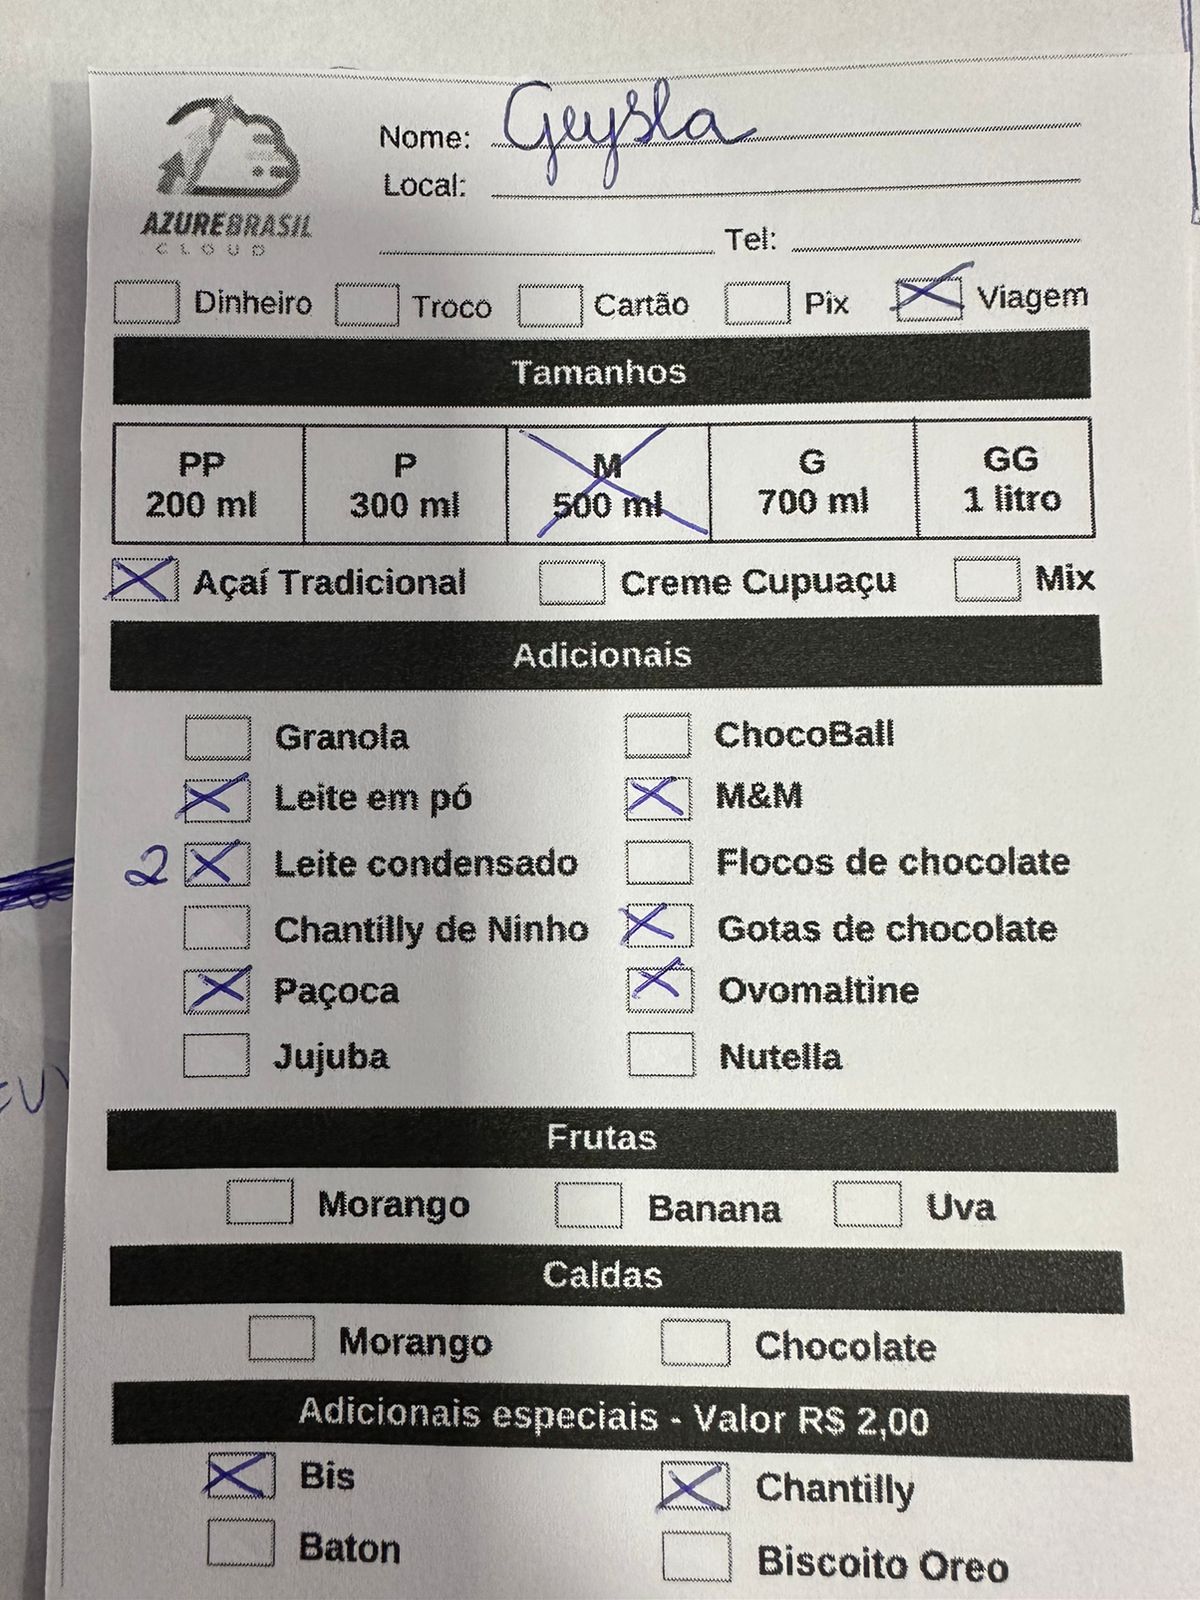 Nome: Geysla
Local:
Tel:
AZUREBRASIL
CLOUD
Dinheiro Troco Cartão Pix X Viagem
Tamanhos
PP P M G GG
200 ml 300 ml 500 ml 700 ml 1 litro
X Açaí Tradicional Creme Cupuaçu Mix
Adicionais
Granola ChocoBall
X Leite em pó X M&M
2 X Leite condensado Flocos de chocolate
Chantilly de Ninho X Gotas de chocolate
X Paçoca X Ovomaltine
Jujuba Nutella
Frutas
Morango Banana Uva
Caldas
Morango Chocolate
Adicionais especiais - Valor R$ 2,00
X Bis X Chantilly
Baton Biscoito Oreo